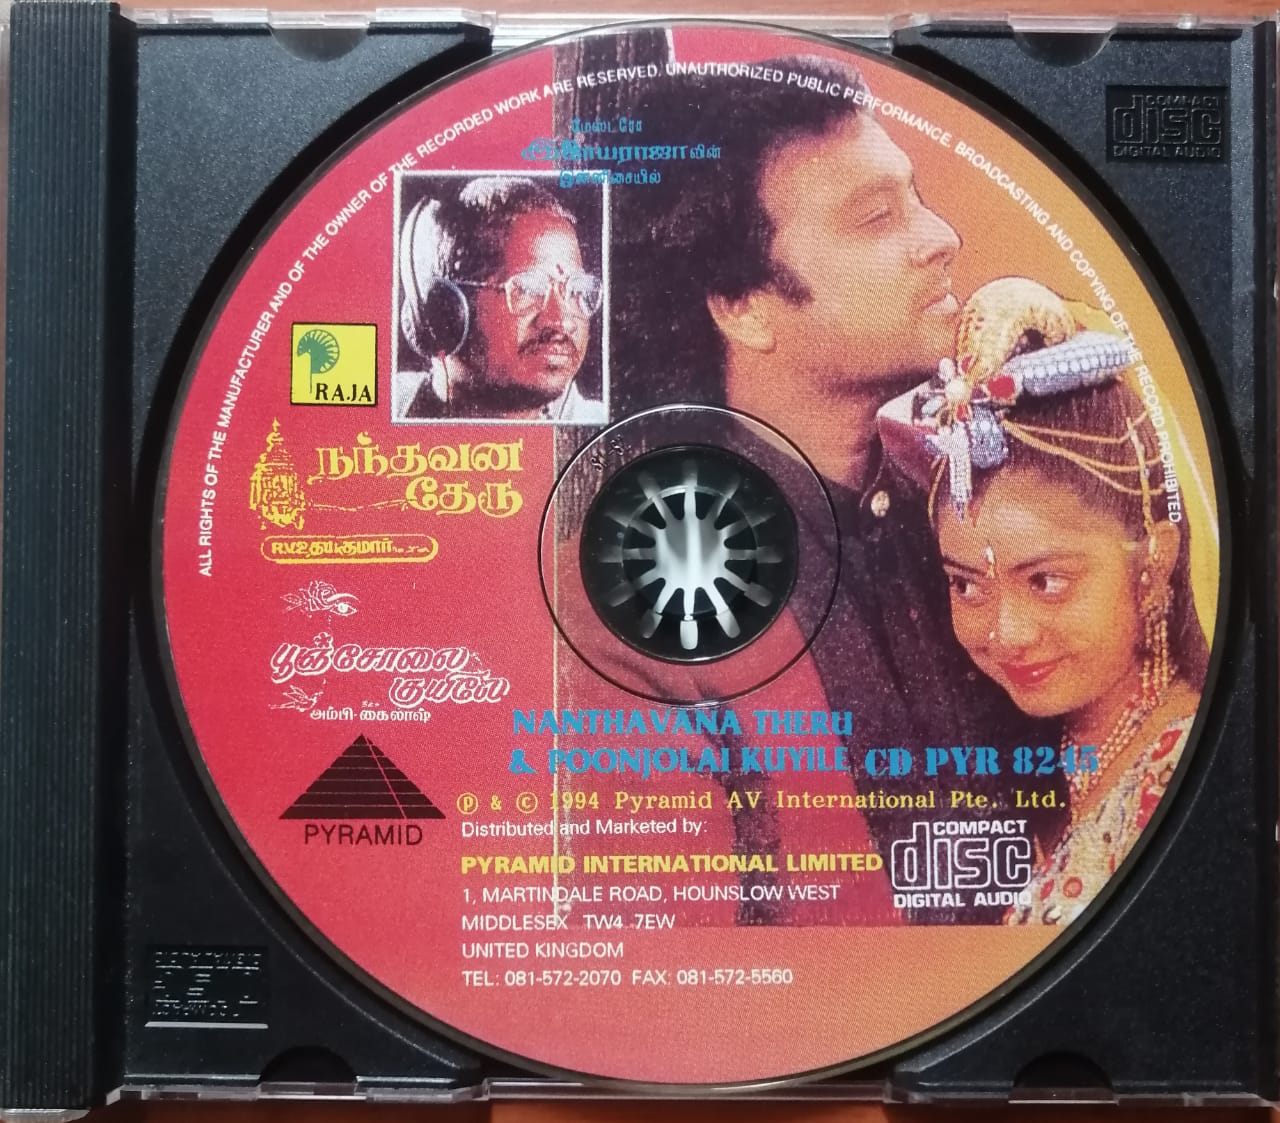 ALL RIGHTS OF THE MANUFACTURER AND OF THE OWNER OF THE RECORDED WORK ARE RESERVED. UNAUTHORIZED PUBLIC PERFORMANCE. BROADCASTING AND COPYING OF THE RECORD PROHIBITED.
COMPACT
disc
DIGITAL AUDIO
மேஸ்ட்ரோ
இளையராஜாவின்
இன்னிசையில்
RAJA
நந்தவன
தேரு
R.V.உதயகுமார்
பூஞ்சோலை
குயிலே
அம்பி-கைலாஷ்
PYRAMID
NANTHAVANA THERU
& POONJOLAI KUYILE CD PYR 8245
℗ & © 1994 Pyramid AV International Pte. Ltd.
Distributed and Marketed by:
PYRAMID INTERNATIONAL LIMITED
1, MARTINDALE ROAD, HOUNSLOW WEST
MIDDLESEX TW4 7EW
UNITED KINGDOM
TEL: 081-572-2070 FAX: 081-572-5560
COMPACT
disc
DIGITAL AUDIO